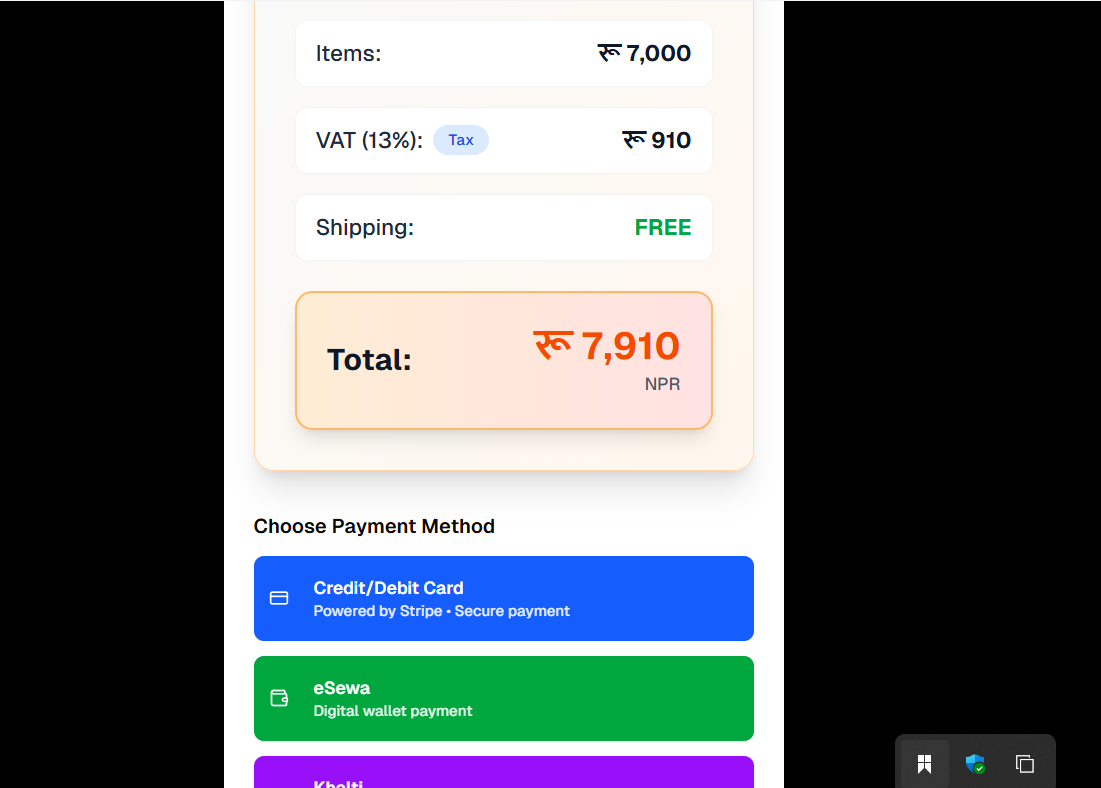 Items: रू 7,000
VAT (13%): Tax रू 910
Shipping: FREE
Total: रू 7,910
NPR
Choose Payment Method
Credit/Debit Card
Powered by Stripe • Secure payment
eSewa
Digital wallet payment
Khalti